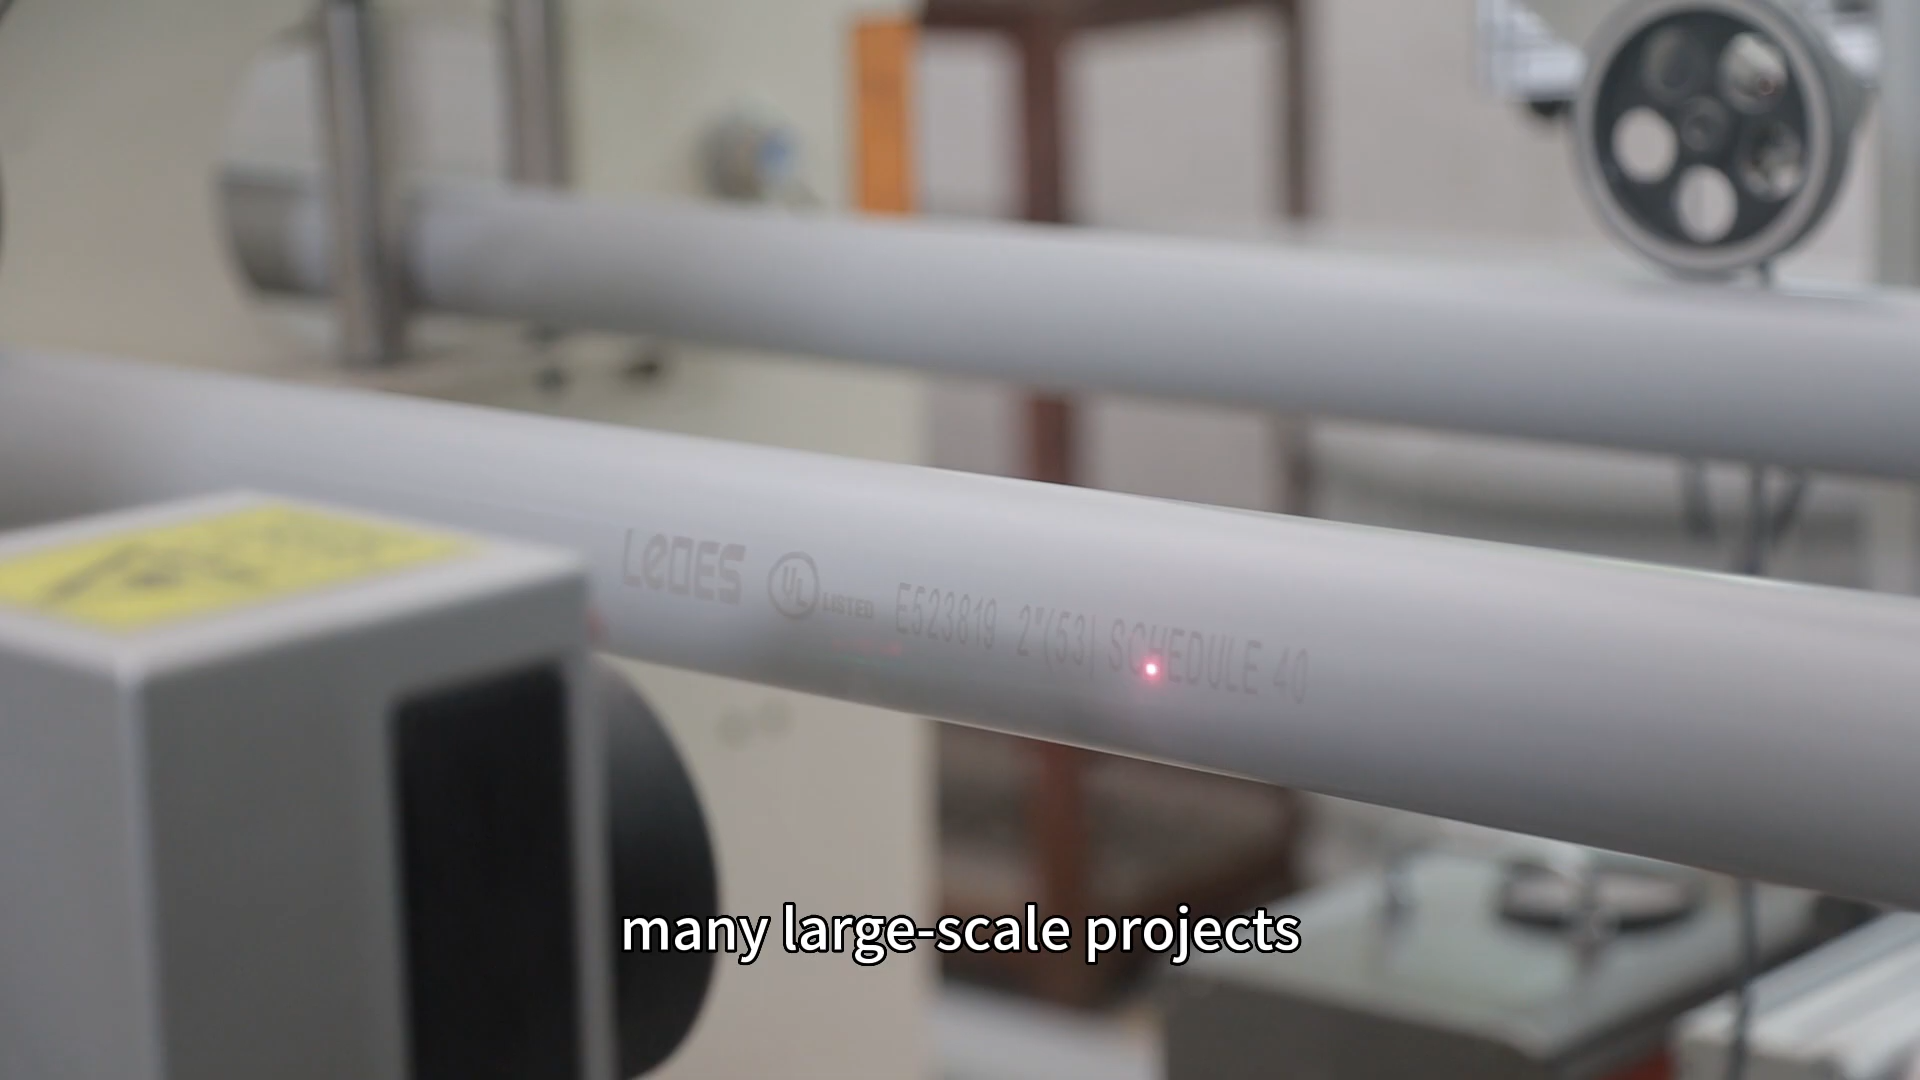 LeDES UL LISTED E523819 2"(53) SCHEDULE 40
many large-scale projects